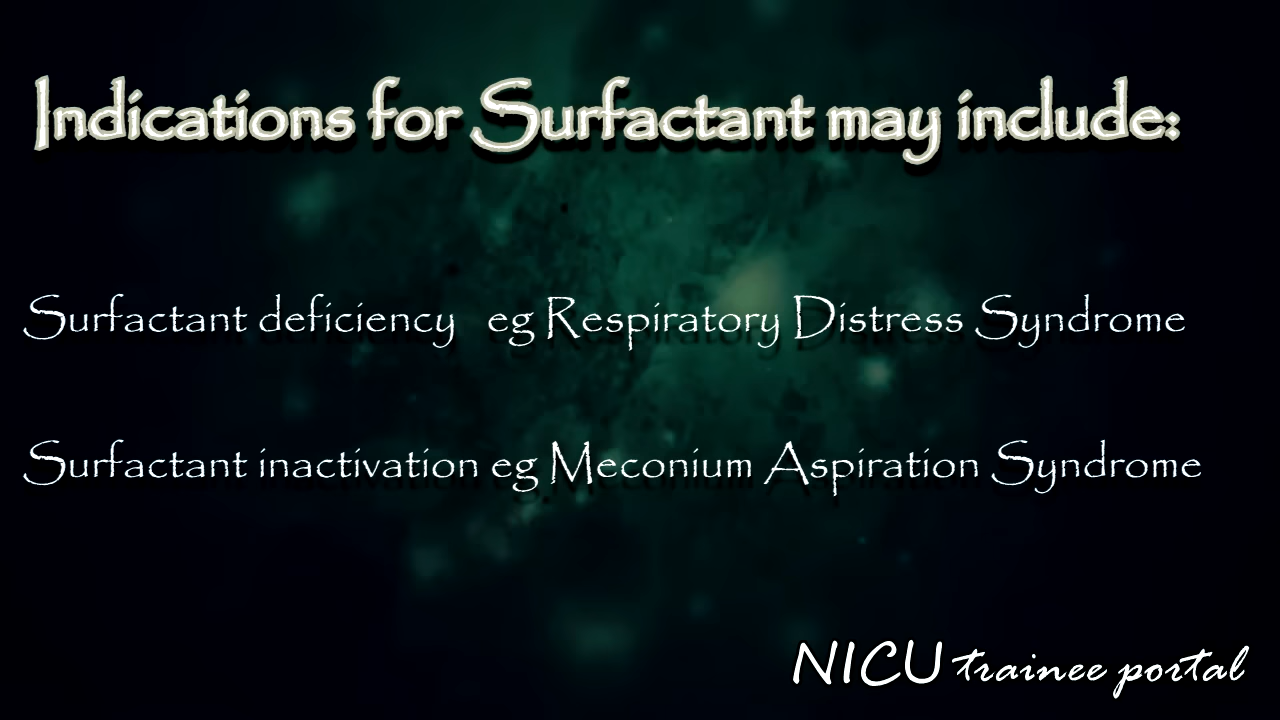 Indications for Surfactant may include:
Surfactant deficiency eg Respiratory Distress Syndrome
Surfactant inactivation eg Meconium Aspiration Syndrome
NICU trainee portal